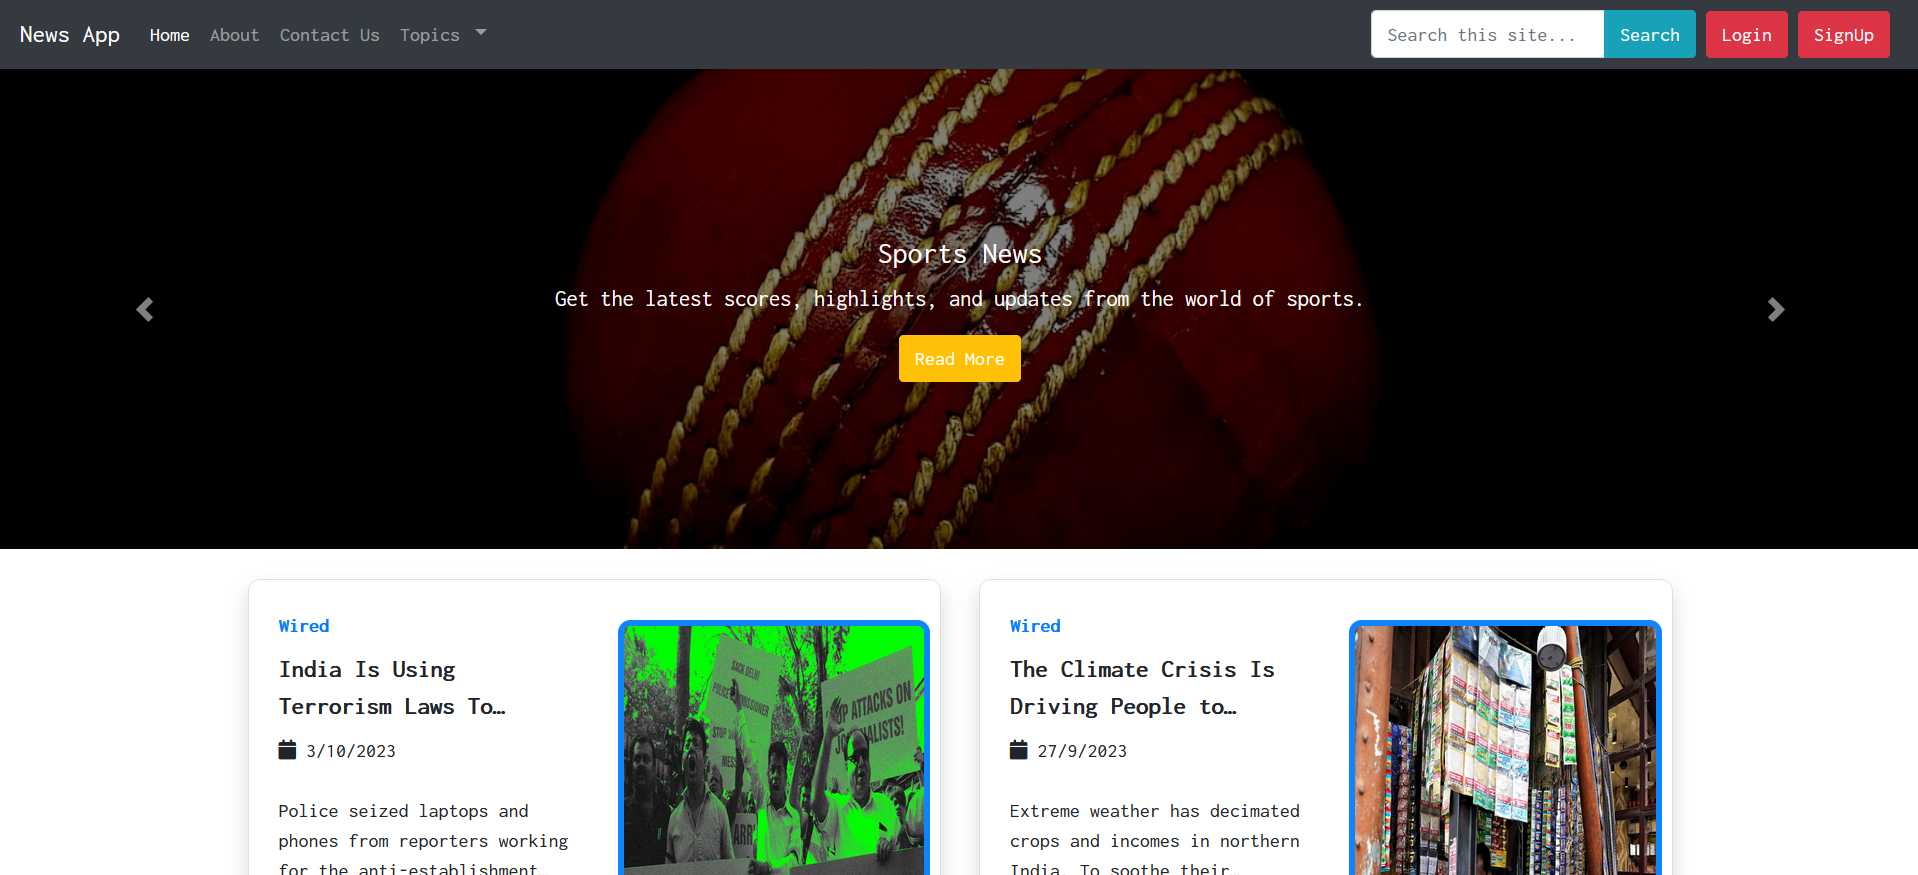 News App Home About Contact Us Topics Search this site... Search Login SignUp
Sports News
Get the latest scores, highlights, and updates from the world of sports.
Read More
Wired
India Is Using
Terrorism Laws To…
3/10/2023
Police seized laptops and
phones from reporters working
for the anti-establishment…
SACK DELHI
POLICE COMMISSIONER
STOP
MES
ARR
ATTACKS ON
Wired
The Climate Crisis Is
Driving People to…
27/9/2023
Extreme weather has decimated
crops and incomes in northern
India. To soothe their…